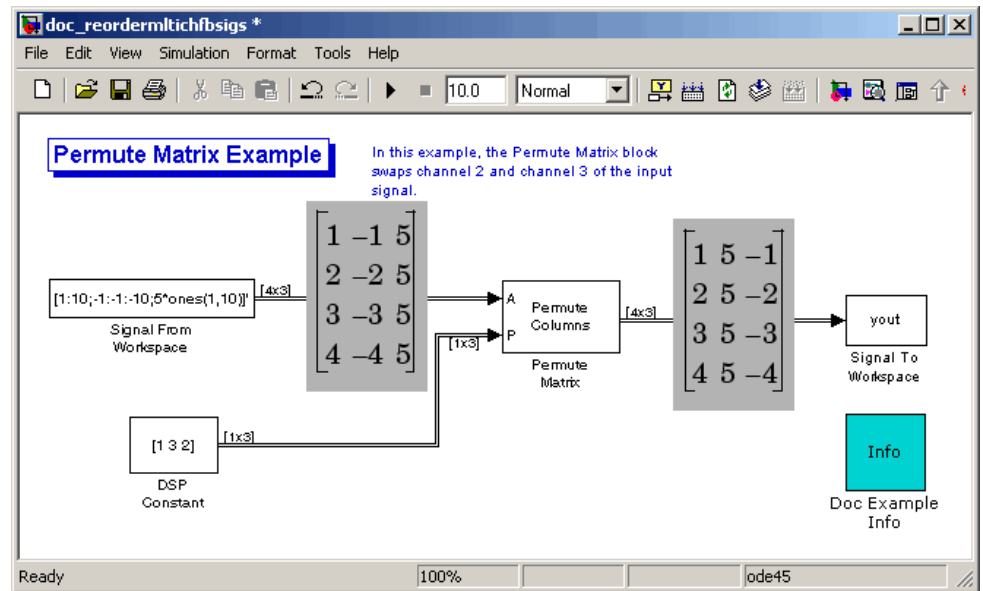 doc_reordermltichfbsigs *
File Edit View Simulation Format Tools Help
10.0 Normal
Permute Matrix Example
In this example, the Permute Matrix block
swaps channel 2 and channel 3 of the input
signal.
[1:10;-1:-1:-10;5*ones(1,10)]'
Signal From
Workspace
[4x3]
1 –1 5
2 –2 5
3 –3 5
4 –4 5
A
P
[1x3]
Permute
Columns
Permute
Matrix
[4x3]
1 5 –1
2 5 –2
3 5 –3
4 5 –4
yout
Signal To
Workspace
[1 3 2]
[1x3]
DSP
Constant
Info
Doc Example
Info
Ready 100% ode45